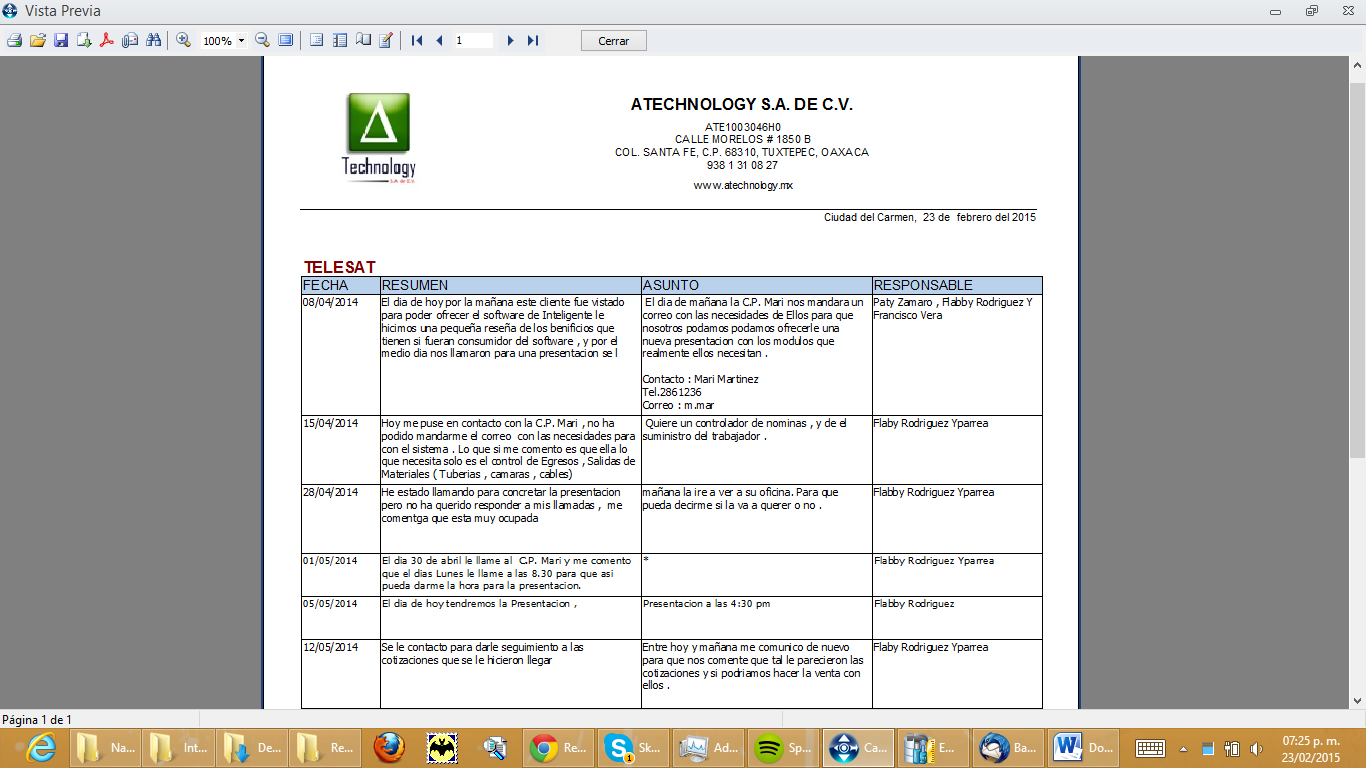 Vista Previa
100%
1
Cerrar
Technology
S.A. de C.V.
ATECHNOLOGY S.A. DE C.V.
ATE1003046H0
CALLE MORELOS # 1850 B
COL. SANTA FE, C.P. 68310, TUXTEPEC, OAXACA
938 1 31 08 27
www.atechnology.mx
Ciudad del Carmen, 23 de febrero del 2015
TELESAT
FECHA RESUMEN ASUNTO RESPONSABLE
08/04/2014
El dia de hoy por la mañana este cliente fue vistado
para poder ofrecer el software de Inteligente le
hicimos una pequeña reseña de los benificios que
tienen si fueran consumidor del software , y por el
medio dia nos llamaron para una presentacion se l
El dia de mañana la C.P. Mari nos mandara un
correo con las necesidades de Ellos para que
nosotros podamos podamos ofrecerle una
nueva presentacion con los modulos que
realmente ellos necesitan .
Contacto : Mari Martinez
Tel.2861236
Correo : m.mar
Paty Zamaro , Flabby Rodriguez Y
Francisco Vera
15/04/2014
Hoy me puse en contacto con la C.P. Mari , no ha
podido mandarme el correo con las necesidades para
con el sistema . Lo que si me comento es que ella lo
que necesita solo es el control de Egresos , Salidas de
Materiales ( Tuberias , camaras , cables)
Quiere un controlador de nominas , y de el
suministro del trabajador .
Flaby Rodriguez Yparrea
28/04/2014
He estado llamando para concretar la presentacion
pero no ha querido responder a mis llamadas , me
comentga que esta muy ocupada
mañana la ire a ver a su oficina. Para que
pueda decirme si la va a querer o no .
Flabby Rodriguez Yparrea
01/05/2014
El dia 30 de abril le llame al C.P. Mari y me comento
que el dias Lunes le llame a las 8.30 para que asi
pueda darme la hora para la presentacion.
*
Flabby Rodriguez Yparrea
05/05/2014
El dia de hoy tendremos la Presentacion ,
Presentacion a las 4:30 pm
Flabby Rodriguez
12/05/2014
Se le contacto para darle seguimiento a las
cotizaciones que se le hicieron llegar
Entre hoy y mañana me comunico de nuevo
para que nos comente que tal le parecieron las
cotizaciones y si podriamos hacer la venta con
ellos .
Flaby Rodriguez Yparrea
Página 1 de 1
Na... Int... De... Re... Re... Sk... Ad... Sp... Ca... E... Ba... Do...
1
07:25 p. m.
23/02/2015